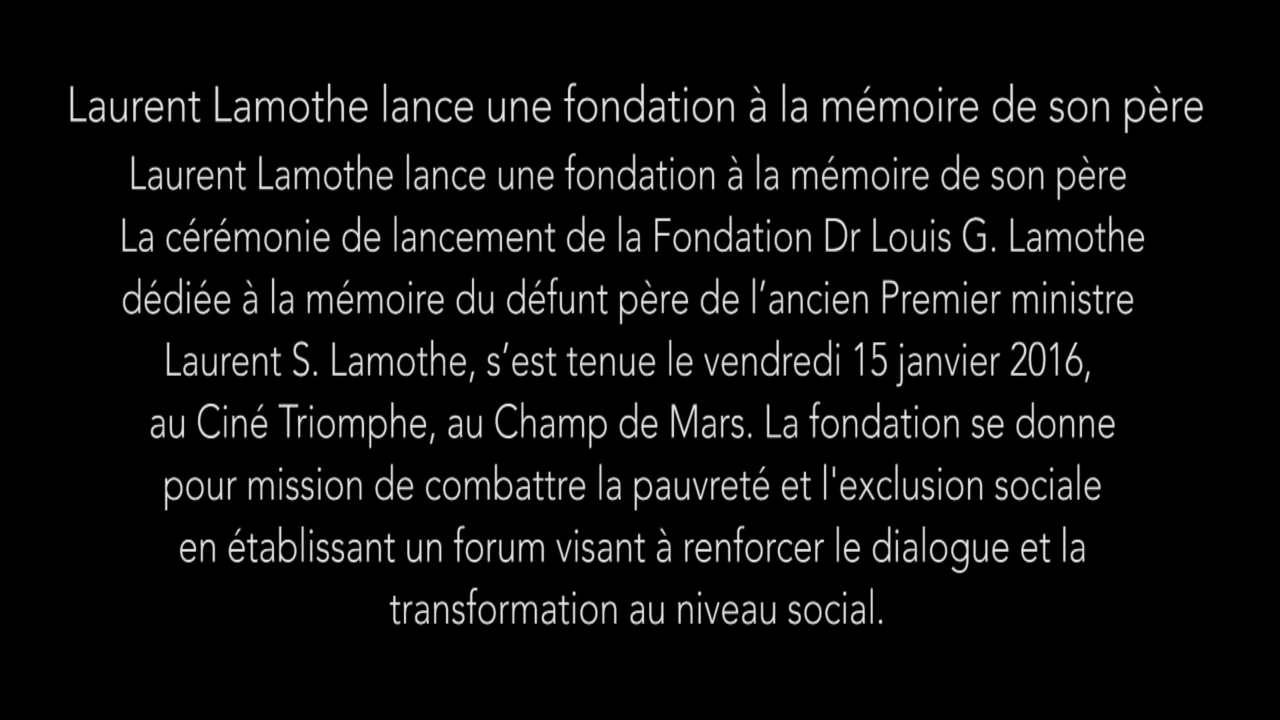 Laurent Lamothe lance une fondation à la mémoire de son père
Laurent Lamothe lance une fondation à la mémoire de son père
La cérémonie de lancement de la Fondation Dr Louis G. Lamothe
dédiée à la mémoire du défunt père de l’ancien Premier ministre
Laurent S. Lamothe, s’est tenue le vendredi 15 janvier 2016,
au Ciné Triomphe, au Champ de Mars. La fondation se donne
pour mission de combattre la pauvreté et l'exclusion sociale
en établissant un forum visant à renforcer le dialogue et la
transformation au niveau social.